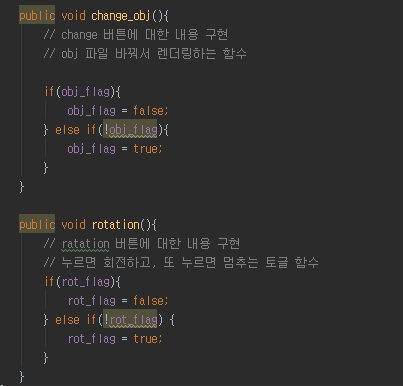 public void change_obj(){
// change 버튼에 대한 내용 구현
// obj 파일 바꿔서 렌더링하는 함수
if(obj_flag){
obj_flag = false;
} else if(!obj_flag){
obj_flag = true;
}
}
public void rotation(){
// ratation 버튼에 대한 내용 구현
// 누르면 회전하고, 또 누르면 멈추는 토글 함수
if(rot_flag){
rot_flag = false;
} else if(!rot_flag) {
rot_flag = true;
}
}